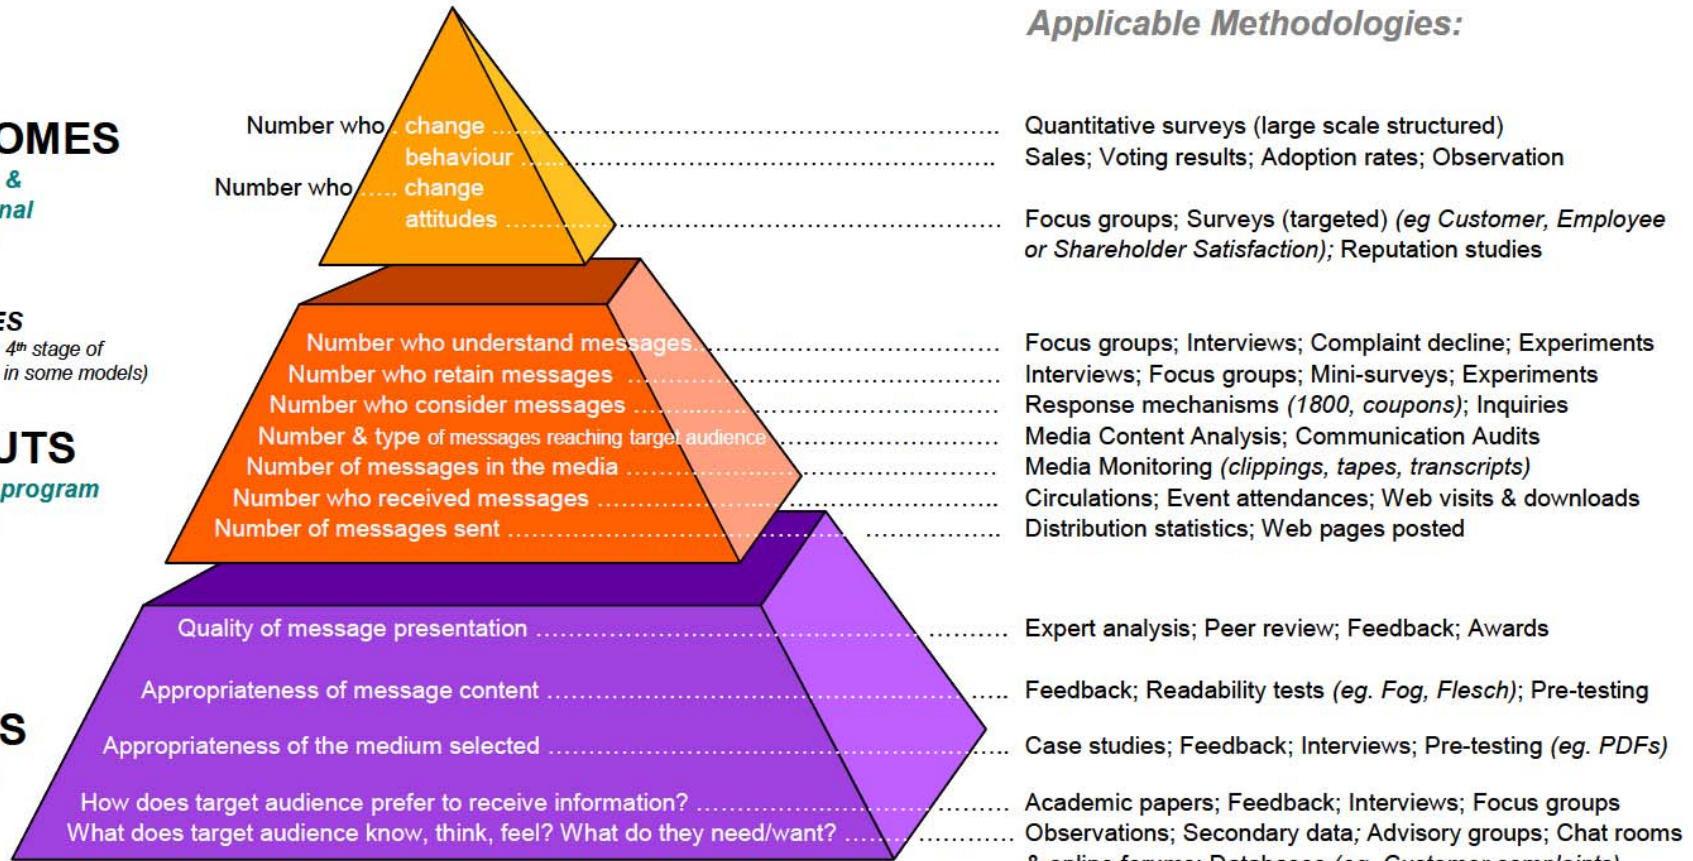 Applicable Methodologies:
OMES
&
nal
Number who change behaviour
Quantitative surveys (large scale structured)
Sales; Voting results; Adoption rates; Observation
Number who ..... change attitudes
Focus groups; Surveys (targeted) (eg Customer, Employee
or Shareholder Satisfaction); Reputation studies
ES
4th stage of
in some models)
UTS
program
Number who understand messages
Focus groups; Interviews; Complaint decline; Experiments
Number who retain messages
Interviews; Focus groups; Mini-surveys; Experiments
Number who consider messages
Response mechanisms (1800, coupons); Inquiries
Number & type of messages reaching target audience
Media Content Analysis; Communication Audits
Number of messages in the media
Media Monitoring (clippings, tapes, transcripts)
Number who received messages
Circulations; Event attendances; Web visits & downloads
Number of messages sent
Distribution statistics; Web pages posted
S
Quality of message presentation
Expert analysis; Peer review; Feedback; Awards
Appropriateness of message content
Feedback; Readability tests (eg. Fog, Flesch); Pre-testing
Appropriateness of the medium selected
Case studies; Feedback; Interviews; Pre-testing (eg. PDFs)
How does target audience prefer to receive information?
Academic papers; Feedback; Interviews; Focus groups
What does target audience know, think, feel? What do they need/want?
Observations; Secondary data; Advisory groups; Chat rooms
& online forums; Databases (eg. Customer complaints)